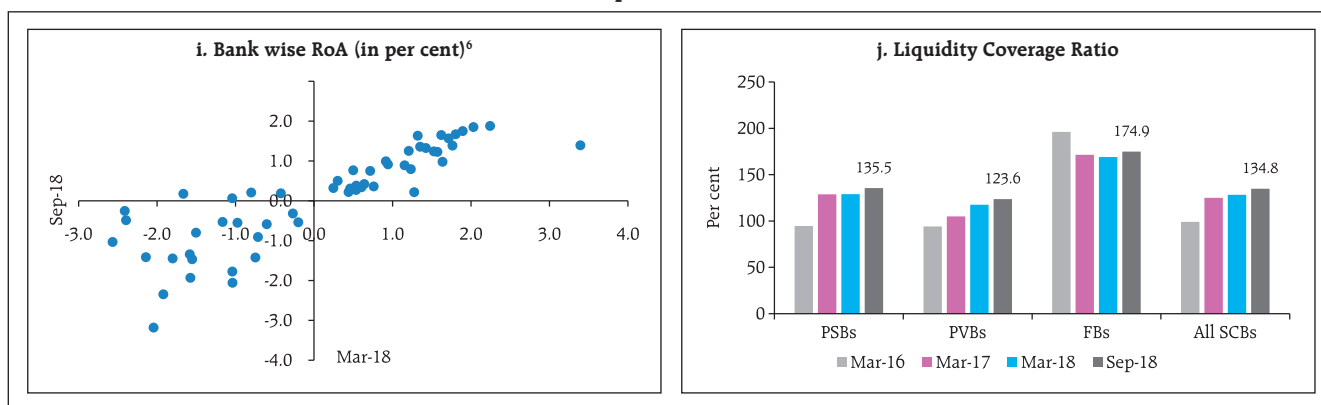 i. Bank wise RoA (in per cent)⁶
Sep-18
2.0
1.0
0.0
-3.0 -2.0 -1.0 0.0 1.0 2.0 3.0 4.0
-1.0
-2.0
-3.0
-4.0
Mar-18
j. Liquidity Coverage Ratio
Per cent
250
200
150
100
50
0
135.5
123.6
174.9
134.8
PSBs PVBs FBs All SCBs
Mar-16 Mar-17 Mar-18 Sep-18